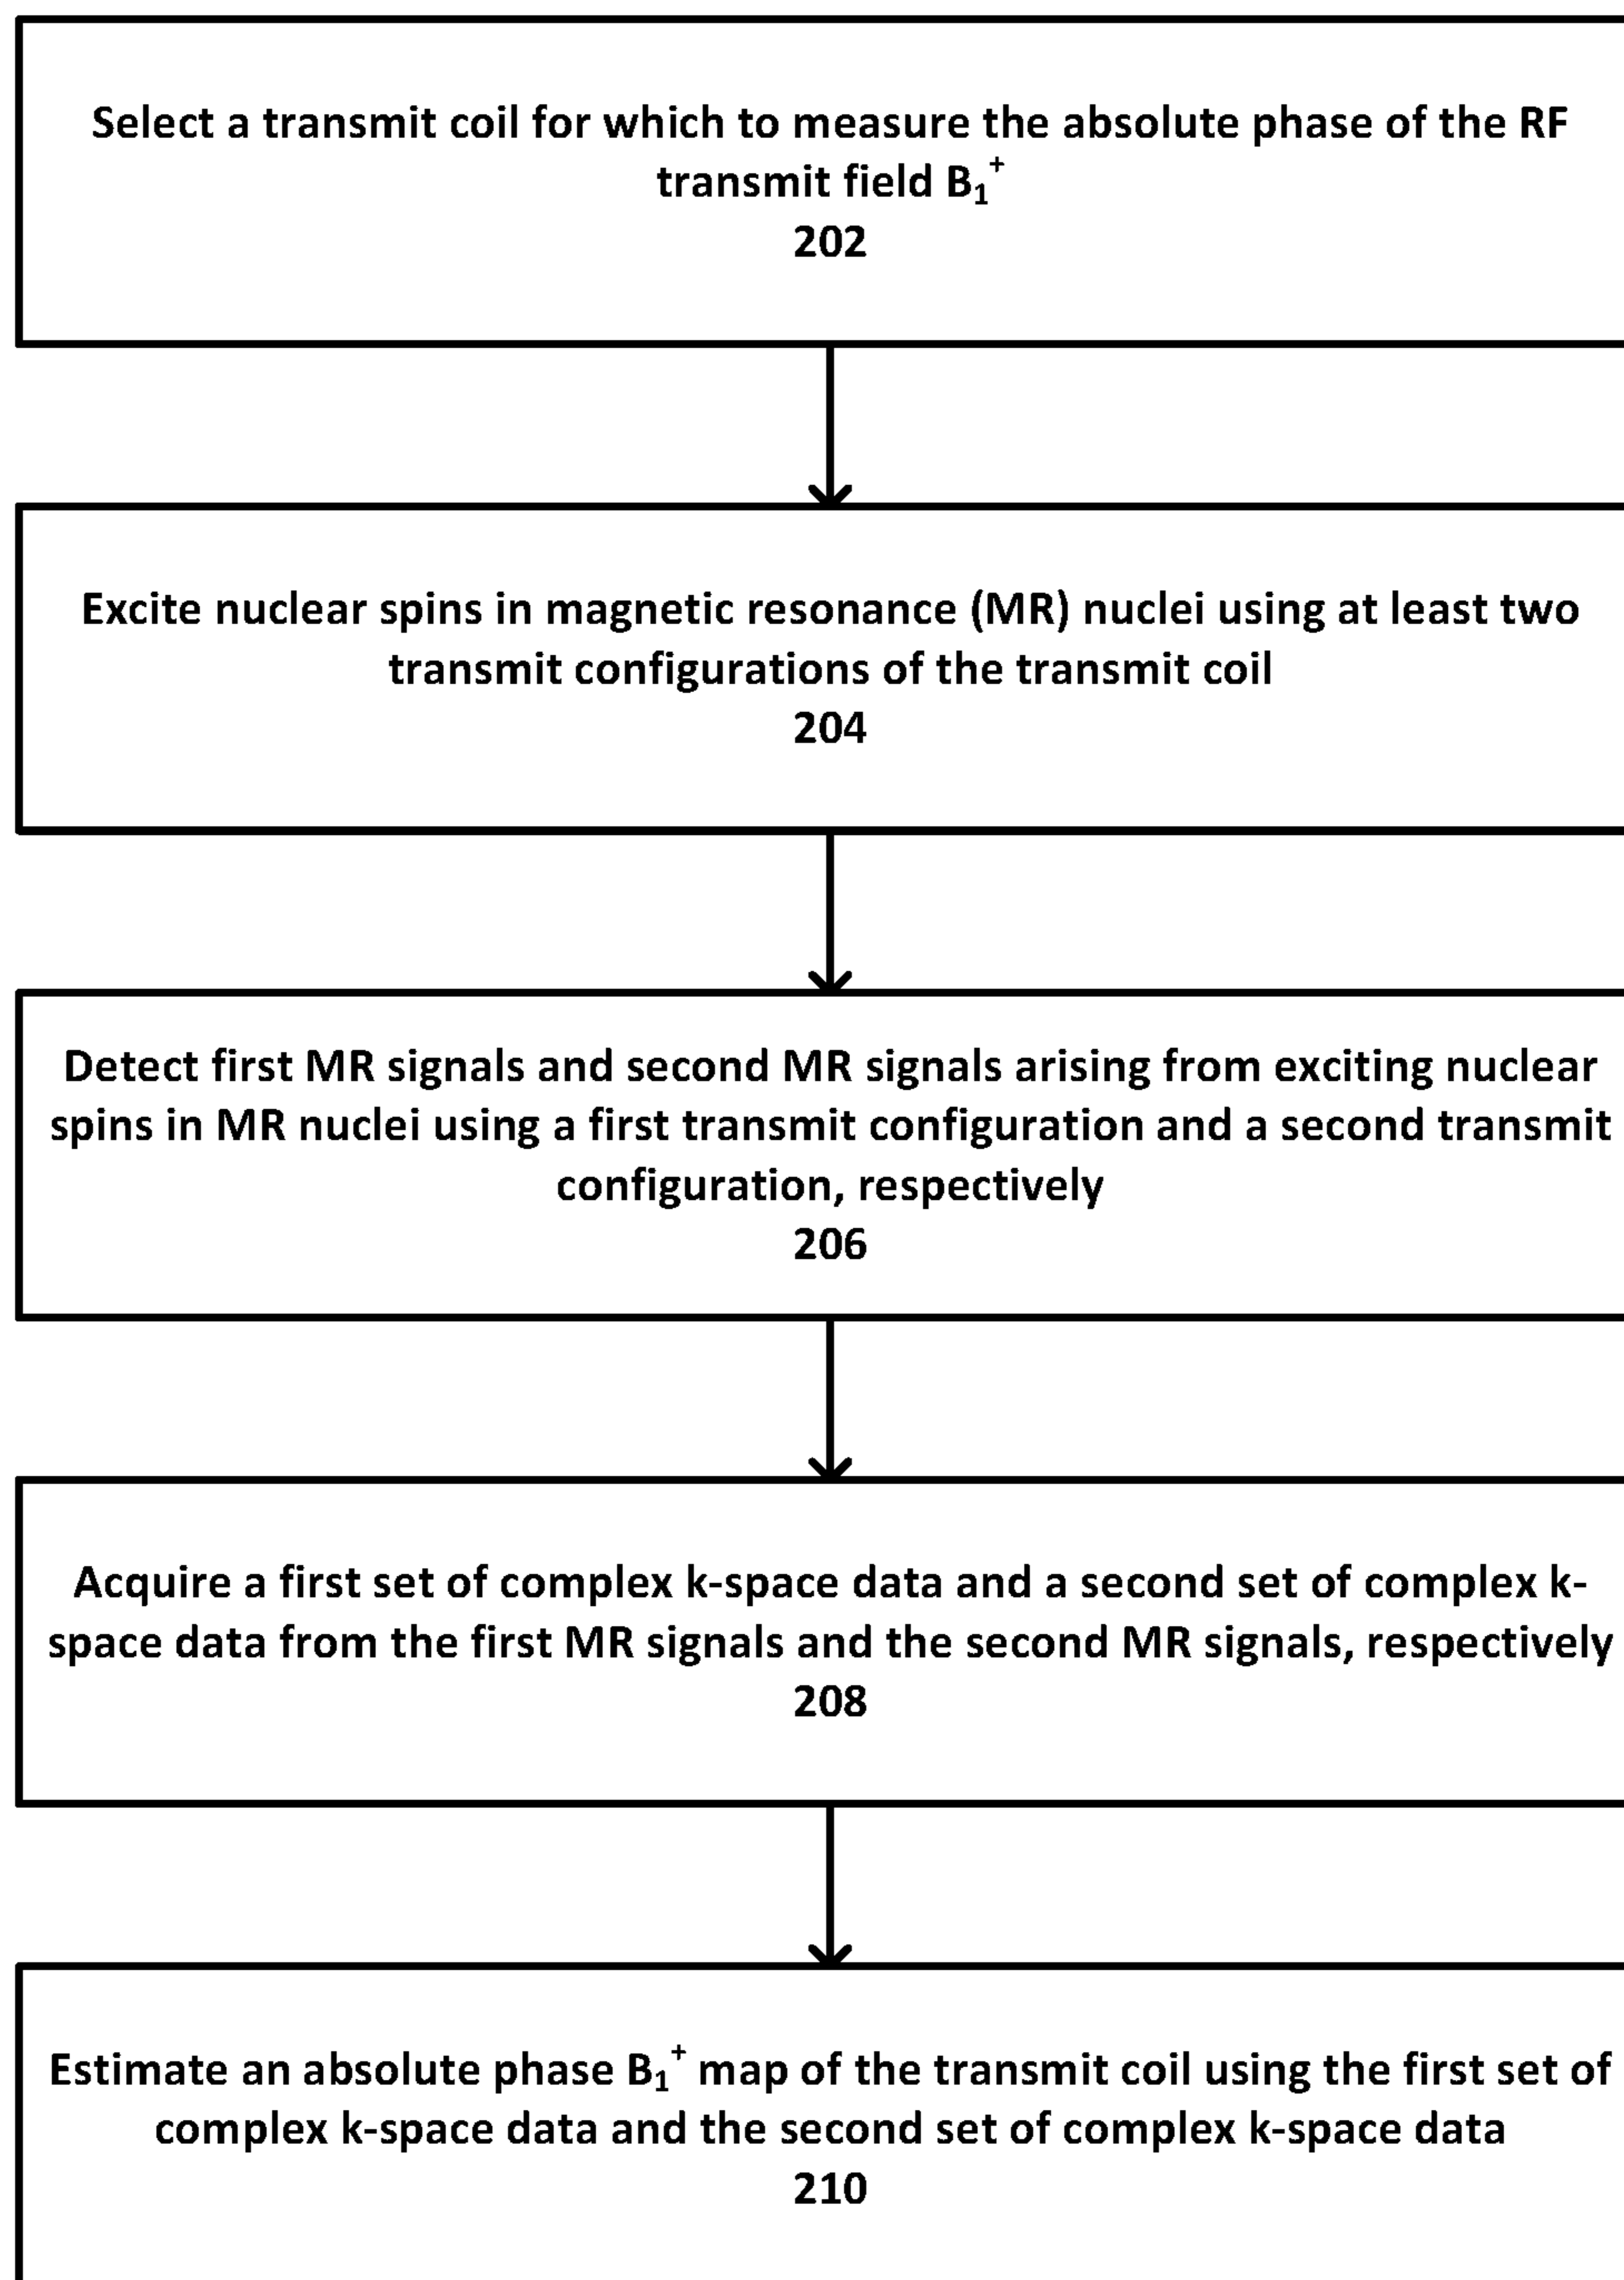 Select a transmit coil for which to measure the absolute phase of the RF
transmit field B₁⁺
202
Excite nuclear spins in magnetic resonance (MR) nuclei using at least two
transmit configurations of the transmit coil
204
Detect first MR signals and second MR signals arising from exciting nuclear
spins in MR nuclei using a first transmit configuration and a second transmit
configuration, respectively
206
Acquire a first set of complex k-space data and a second set of complex k-
space data from the first MR signals and the second MR signals, respectively
208
Estimate an absolute phase B₁⁺ map of the transmit coil using the first set of
complex k-space data and the second set of complex k-space data
210